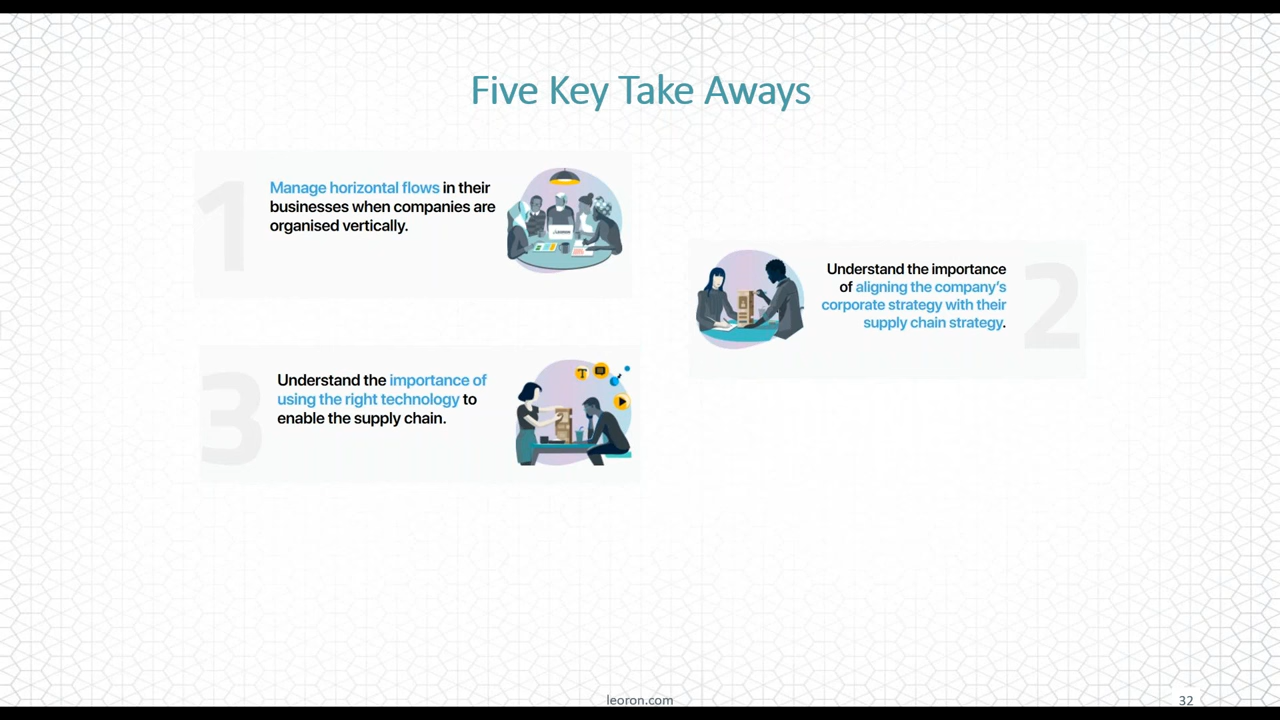 Five Key Take Aways
1
Manage horizontal flows in their
businesses when companies are
organised vertically.
Understand the importance
of aligning the company's
corporate strategy with their
supply chain strategy.
2
3
Understand the importance of
using the right technology to
enable the supply chain.
T
leoron.com
32